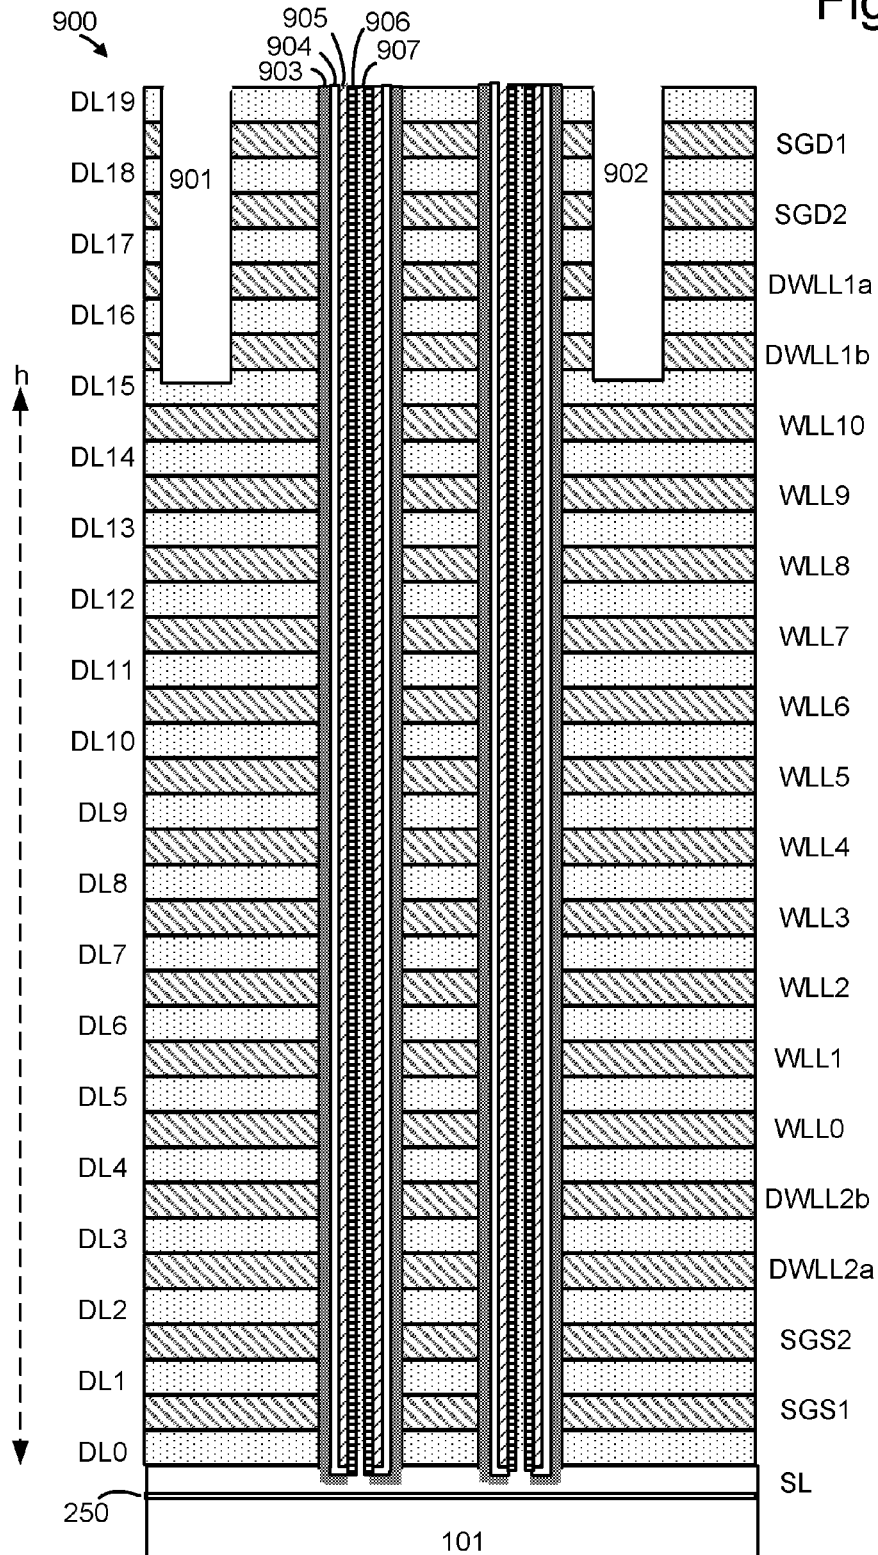 Fig
900
905
906
904
907
903
DL19
SGD1
DL18
901
902
SGD2
DL17
DWLL1a
DL16
DWLL1b
h
DL15
WLL10
DL14
WLL9
DL13
WLL8
DL12
WLL7
DL11
WLL6
DL10
WLL5
DL9
WLL4
DL8
WLL3
DL7
WLL2
DL6
WLL1
DL5
WLL0
DL4
DWLL2b
DL3
DWLL2a
DL2
SGS2
DL1
SGS1
DL0
SL
250
101